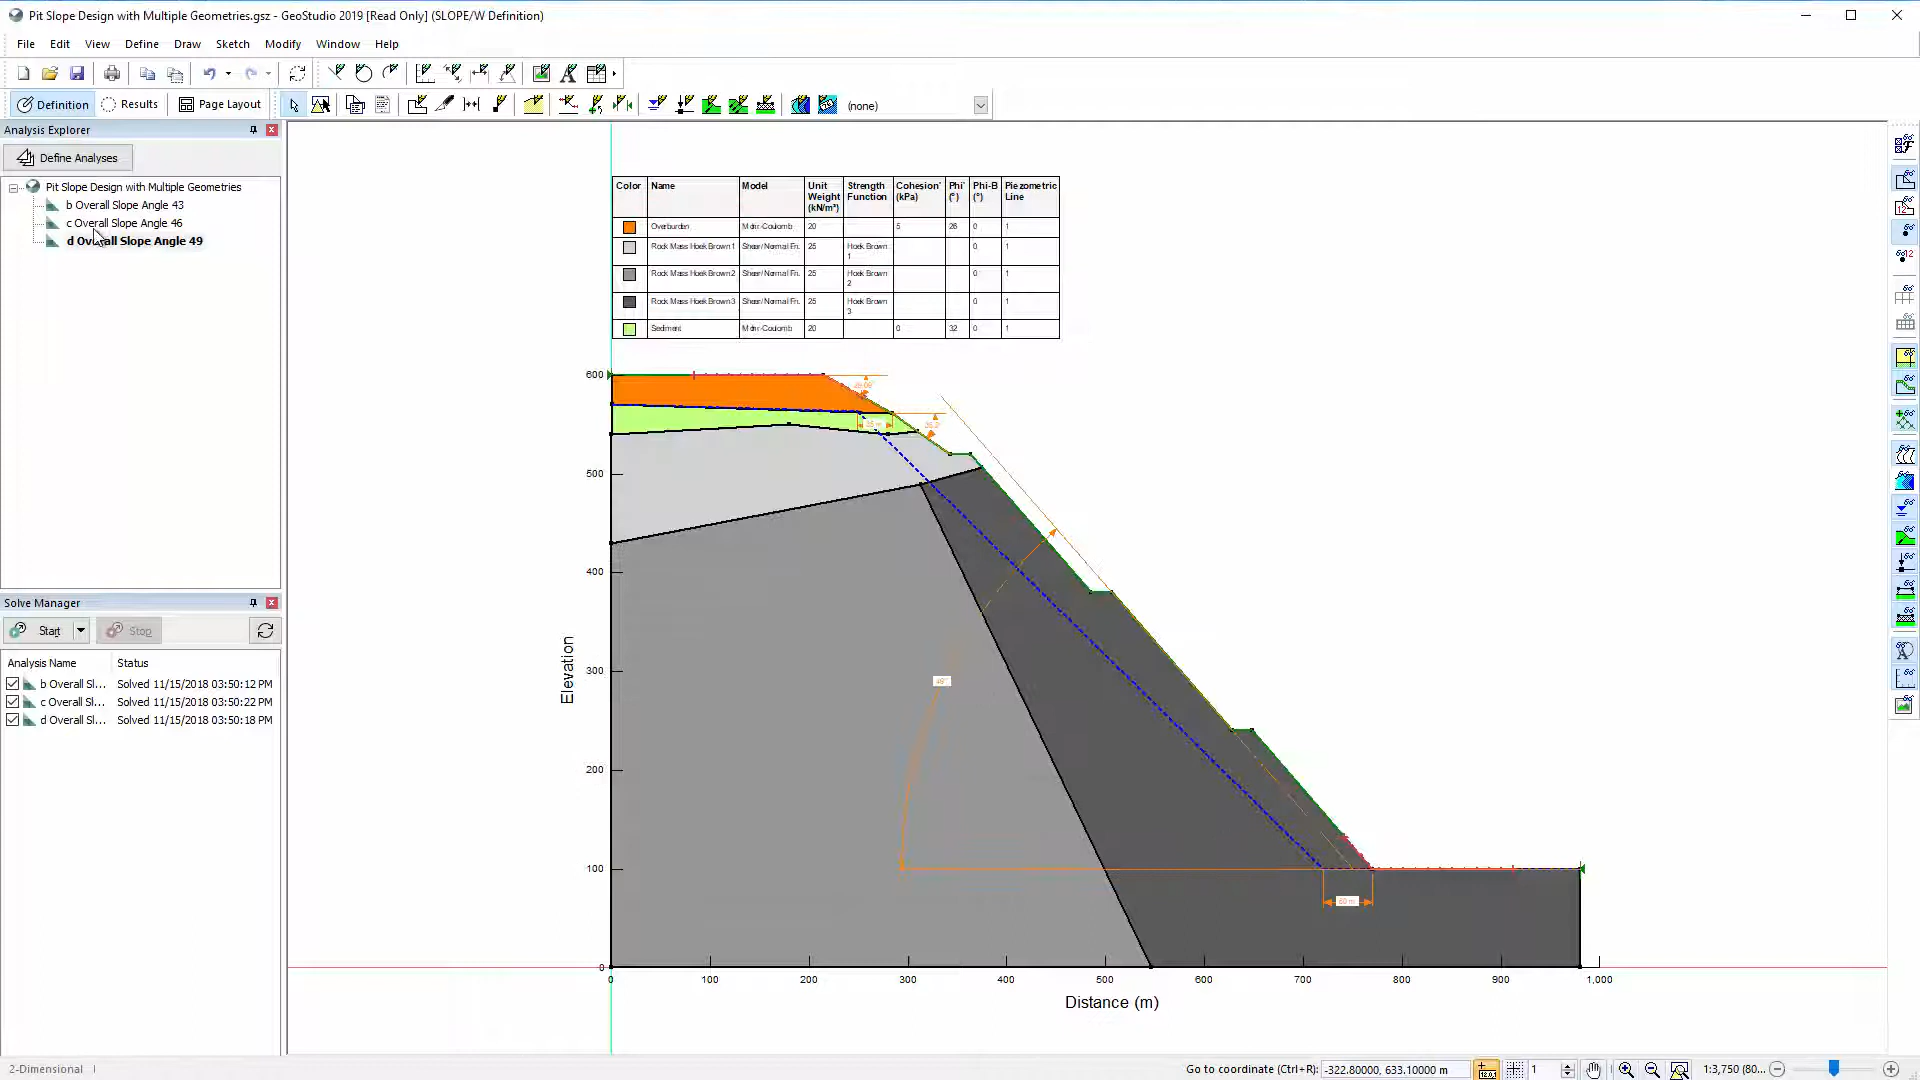 Pit Slope Design with Multiple Geometries.gsz - GeoStudio 2019 [Read Only] (SLOPE/W Definition)
File Edit View Define Draw Sketch Modify Window Help
Definition Results Page Layout (none)
Analysis Explorer
Define Analyses
Pit Slope Design with Multiple Geometries
b Overall Slope Angle 43
c Overall Slope Angle 46
d Overall Slope Angle 49
Solve Manager
Start Stop
Analysis Name Status
b Overall Sl... Solved 11/15/2018 03:50:12 PM
c Overall Sl... Solved 11/15/2018 03:50:22 PM
d Overall Sl... Solved 11/15/2018 03:50:18 PM
Color Name Model Unit Weight (kN/m³) Strength Function Cohesion' (kPa) Phi' (°) Phi-B (°) Piezometric Line
Overburden Mohr-Coulomb 20 5 26 0 1
Rock Mass Hoek Brown 1 Shear/Normal Fn. 25 Hoek Brown 1 0 1
Rock Mass Hoek Brown 2 Shear/Normal Fn. 25 Hoek Brown 2 0 1
Rock Mass Hoek Brown 3 Shear/Normal Fn. 25 Hoek Brown 3 0 1
Sediment Mohr-Coulomb 20 0 32 0 1
600
500
400
300
200
100
0
Elevation
0 100 200 300 400 500 600 700 800 900 1,000
Distance (m)
2-Dimensional
Go to coordinate (Ctrl+R): -322.80000, 633.10000 m 1 1:3,750 (80...